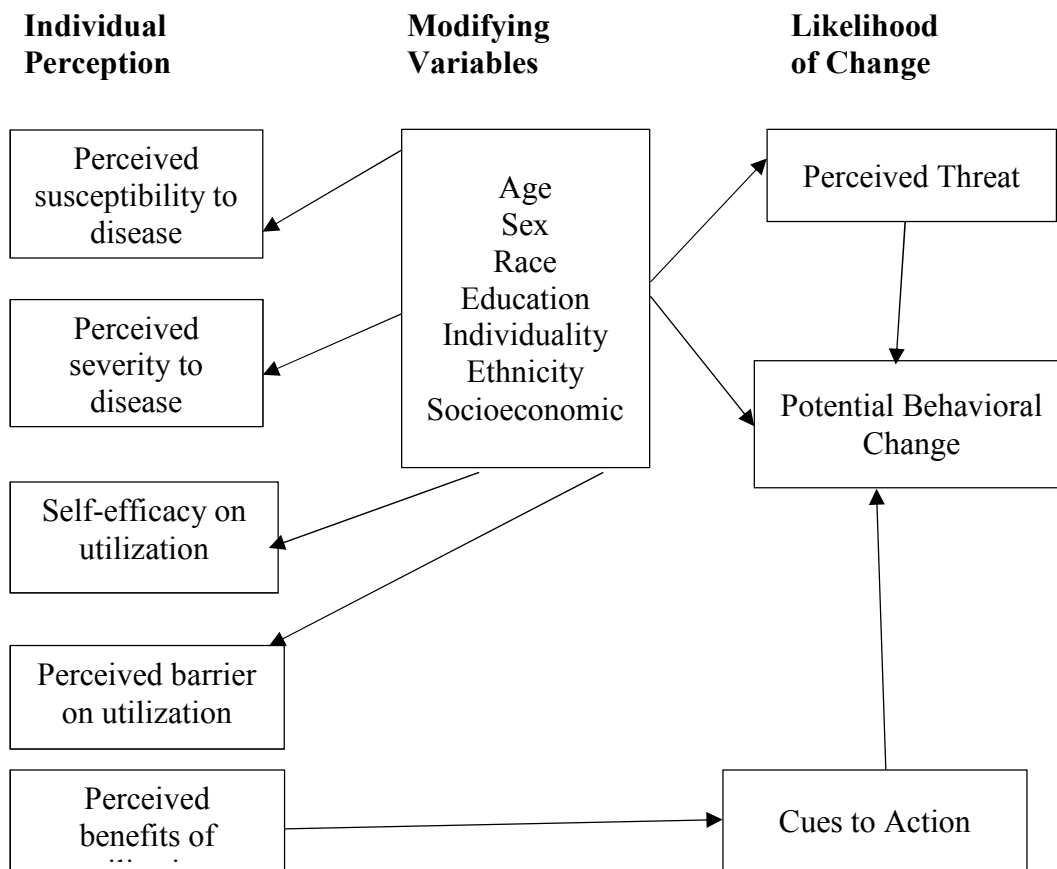 Individual
Perception
Modifying
Variables
Likelihood
of Change
Perceived
susceptibility to
disease
Age
Sex
Race
Education
Individuality
Ethnicity
Socioeconomic
Perceived Threat
Perceived
severity to
disease
Potential Behavioral
Change
Self-efficacy on
utilization
Perceived barrier
on utilization
Perceived
benefits of
Cues to Action